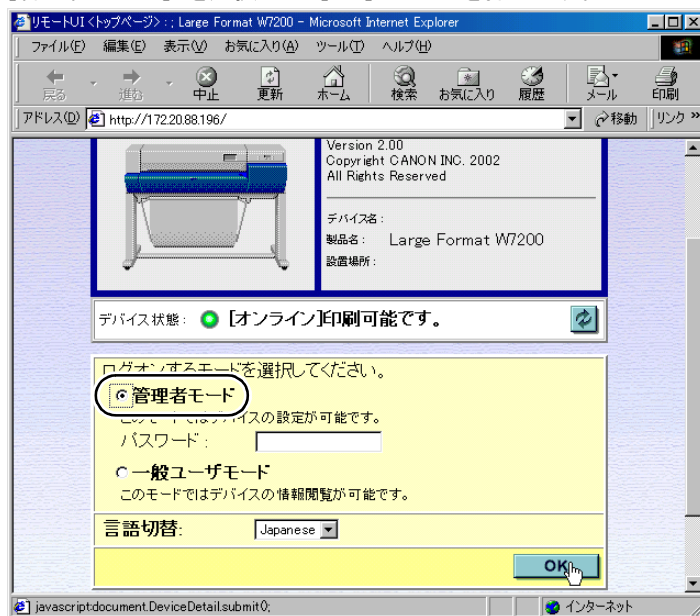 リモートUI <トップページ> : ; Large Format W7200 - Microsoft Internet Explorer
ファイル(F) 編集(E) 表示(V) お気に入り(A) ツール(T) ヘルプ(H)
戻る 進む 中止 更新 ホーム 検索 お気に入り 履歴 メール 印刷
アドレス(D) http://172.20.88.196/ 移動 リンク »
Version 2.00
Copyright CANON INC. 2002
All Rights Reserved
デバイス名 :
製品名 : Large Format W7200
設置場所 :
デバイス状態 : [オンライン]印刷可能です。
ログオンするモードを選択してください。
管理者モード
このモードではデバイスの設定が可能です。
パスワード :
一般ユーザモード
このモードではデバイスの情報閲覧が可能です。
言語切替: Japanese
OK
javascript:document.DeviceDetail.submit(); インターネット